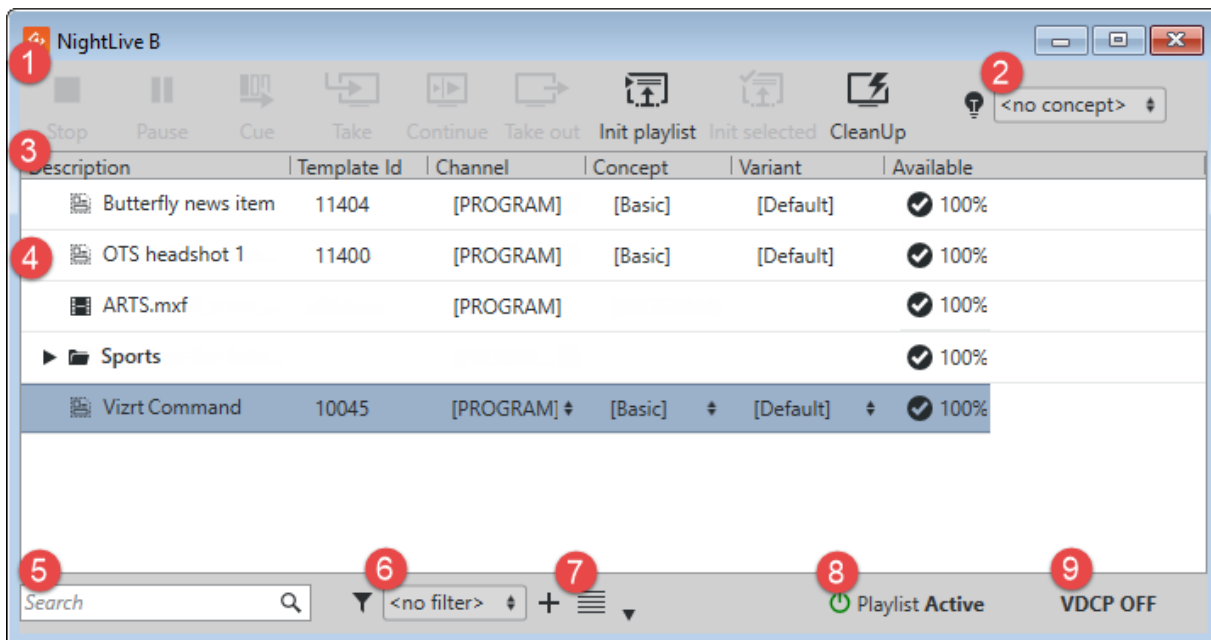 NightLive B
1
2
<no concept>
Stop Pause Cue Take Continue Take out Init playlist Init selected CleanUp
3
Description Template Id Channel Concept Variant Available
Butterfly news item 11404 [PROGRAM] [Basic] [Default] 100%
4
OTS headshot 1 11400 [PROGRAM] [Basic] [Default] 100%
ARTS.mxf [PROGRAM] 100%
Sports 100%
Vizrt Command 10045 [PROGRAM] [Basic] [Default] 100%
5 6 7 8 9
Search <no filter> Playlist Active VDCP OFF